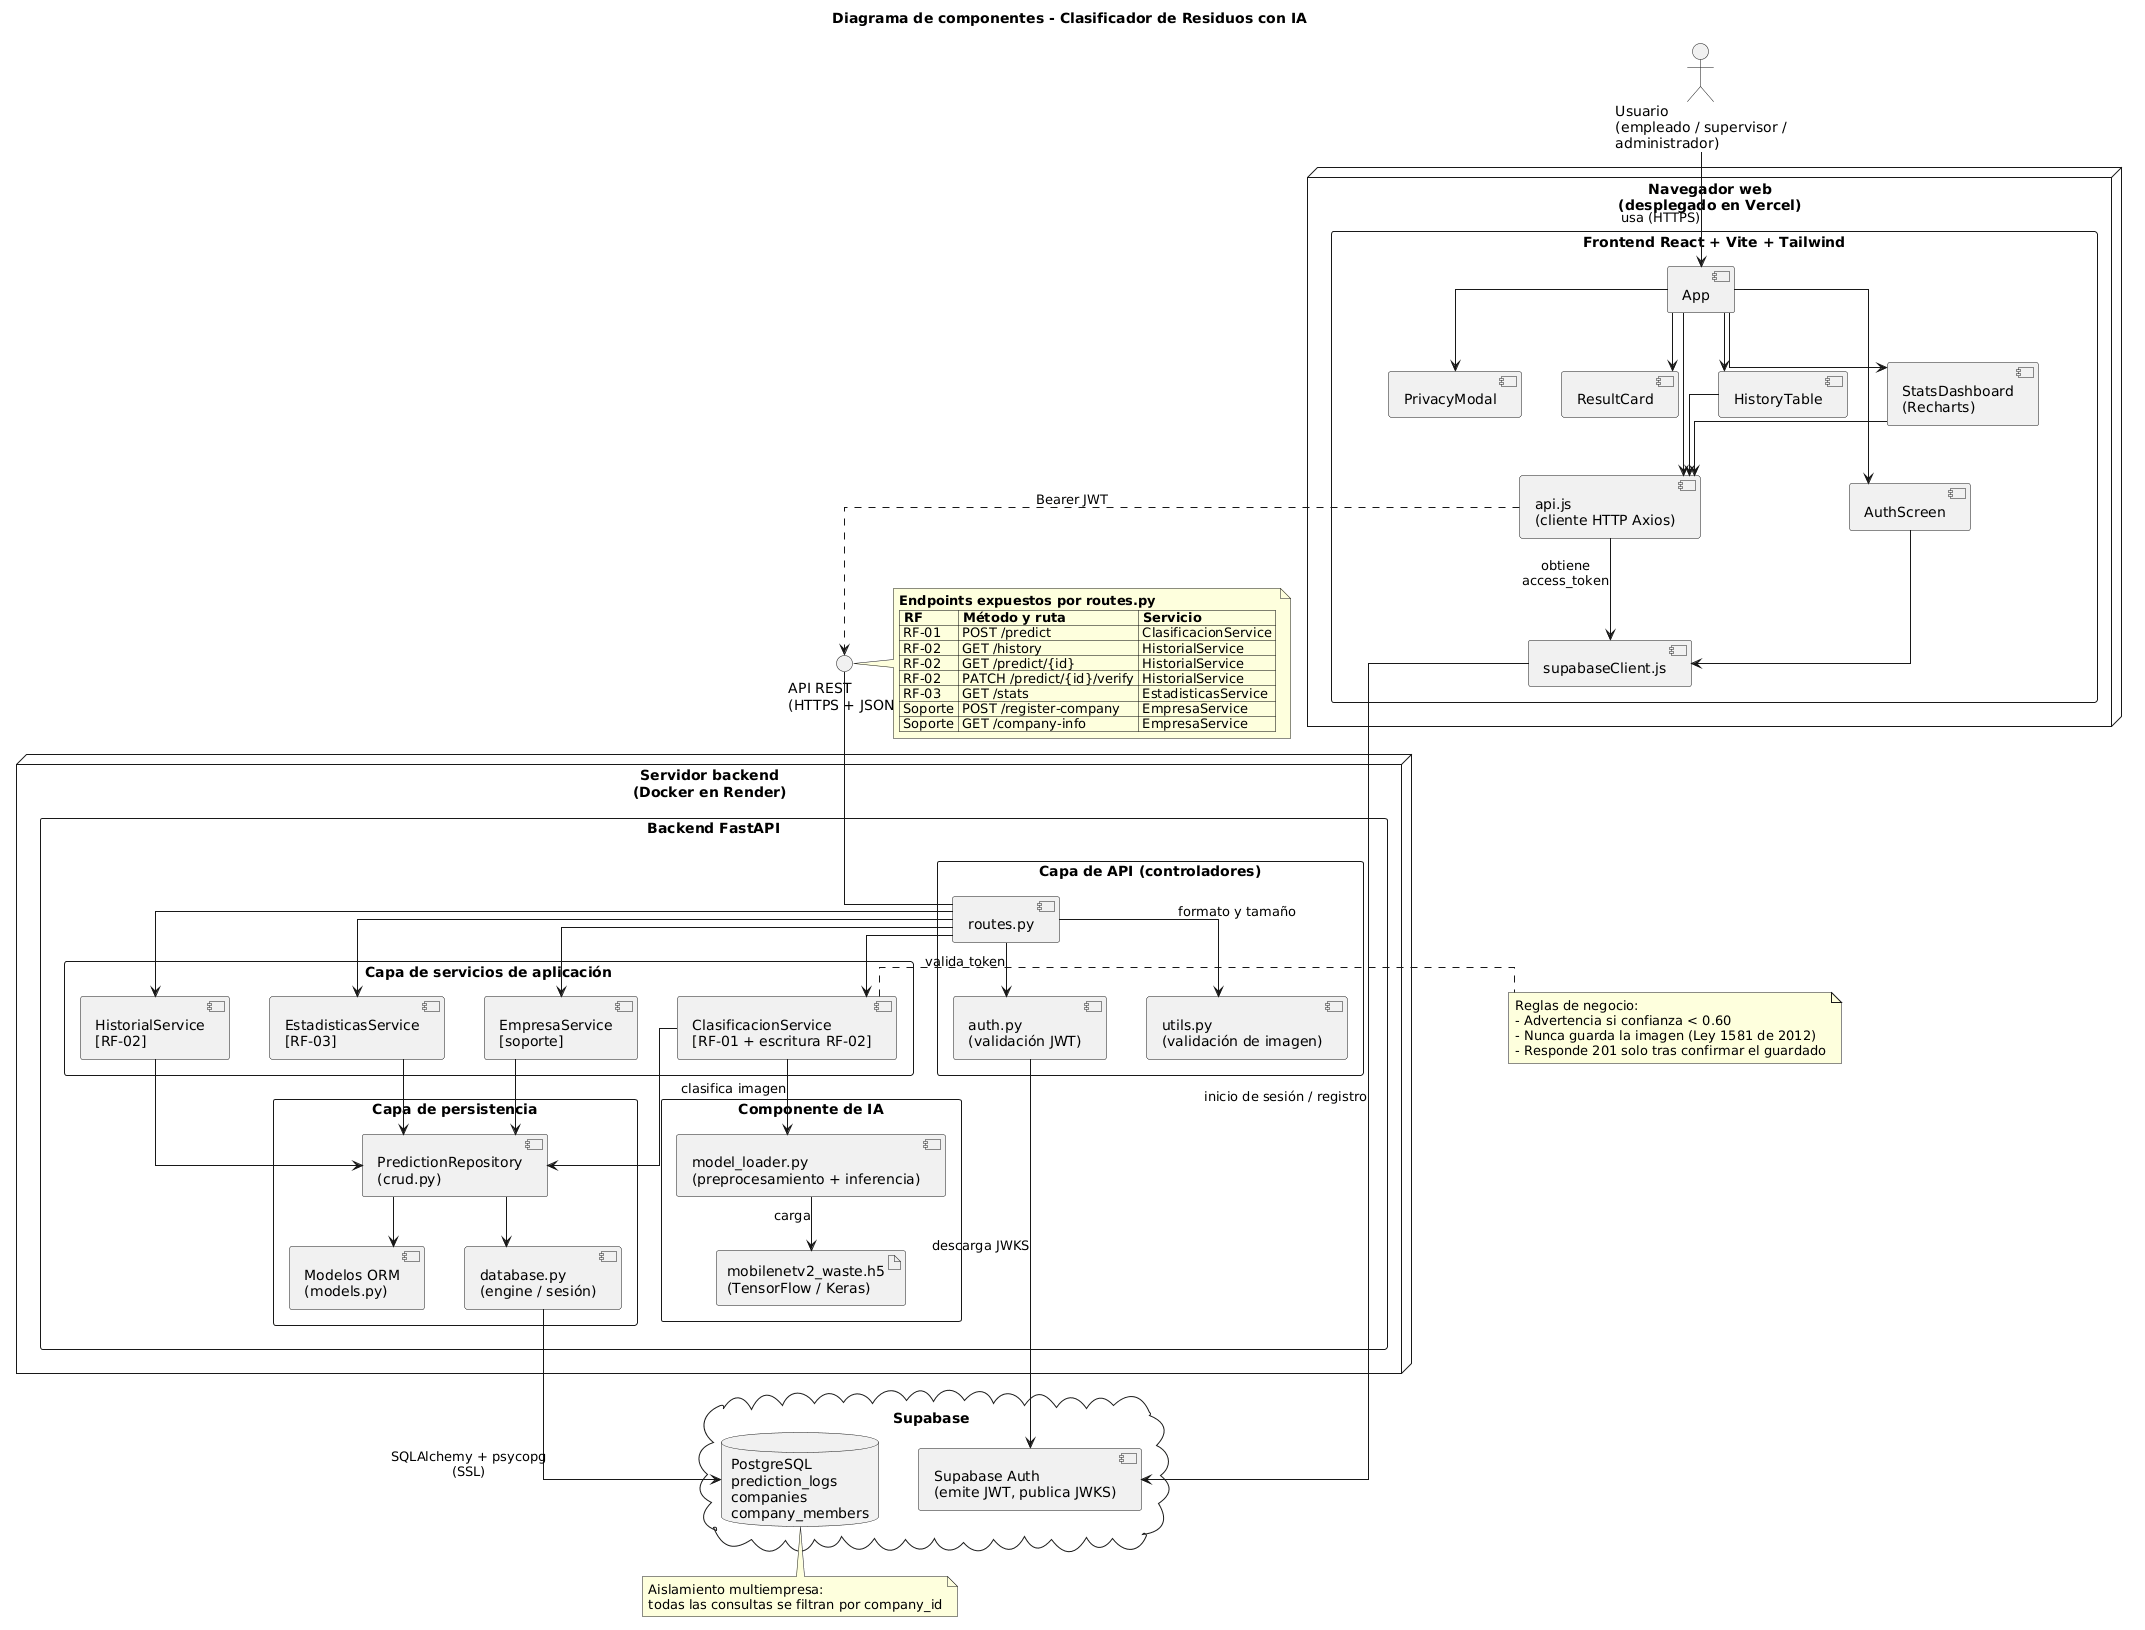 Diagrama de componentes - Clasificador de Residuos con IA
Usuario
(empleado / supervisor /
administrador)
Navegador web
(desplegado en Vercel)
usa (HTTPS)
Frontend React + Vite + Tailwind
App
PrivacyModal
ResultCard
HistoryTable
StatsDashboard
(Recharts)
api.js
(cliente HTTP Axios)
AuthScreen
Bearer JWT
obtiene
access_token
supabaseClient.js
API REST
(HTTPS + JSON
Endpoints expuestos por routes.py
RF Método y ruta Servicio
RF-01 POST /predict ClasificacionService
RF-02 GET /history HistorialService
RF-02 GET /predict/{id} HistorialService
RF-02 PATCH /predict/{id}/verify HistorialService
RF-03 GET /stats EstadisticasService
Soporte POST /register-company EmpresaService
Soporte GET /company-info EmpresaService
Servidor backend
(Docker en Render)
Backend FastAPI
Capa de API (controladores)
routes.py
formato y tamaño
valida token
Capa de servicios de aplicación
HistorialService
[RF-02]
EstadisticasService
[RF-03]
EmpresaService
[soporte]
ClasificacionService
[RF-01 + escritura RF-02]
auth.py
(validación JWT)
utils.py
(validación de imagen)
Reglas de negocio:
- Advertencia si confianza < 0.60
- Nunca guarda la imagen (Ley 1581 de 2012)
- Responde 201 solo tras confirmar el guardado
clasifica imagen
inicio de sesión / registro
Capa de persistencia
PredictionRepository
(crud.py)
Modelos ORM
(models.py)
database.py
(engine / sesión)
Componente de IA
model_loader.py
(preprocesamiento + inferencia)
carga
mobilenetv2_waste.h5
(TensorFlow / Keras)
descarga JWKS
SQLAlchemy + psycopg
(SSL)
Supabase
PostgreSQL
prediction_logs
companies
company_members
Supabase Auth
(emite JWT, publica JWKS)
Aislamiento multiempresa:
todas las consultas se filtran por company_id